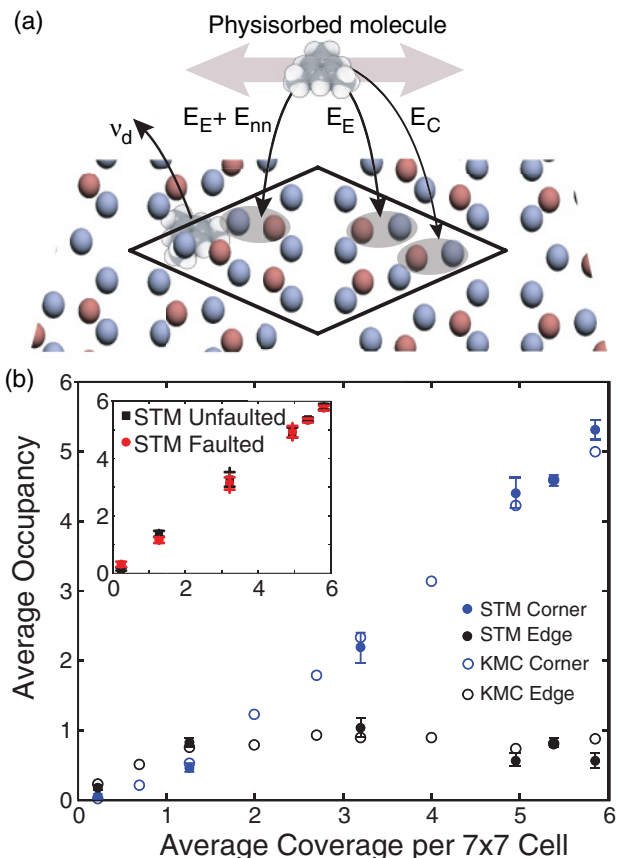 (a)
Physisorbed molecule
ν_d
E_E + E_nn
E_E
E_C
(b)
6
5
4
3
2
1
0
Average Occupancy
6
4
2
0
STM Unfaulted
STM Faulted
0 2 4 6
STM Corner
STM Edge
KMC Corner
KMC Edge
0 1 2 3 4 5 6
Average Coverage per 7x7 Cell